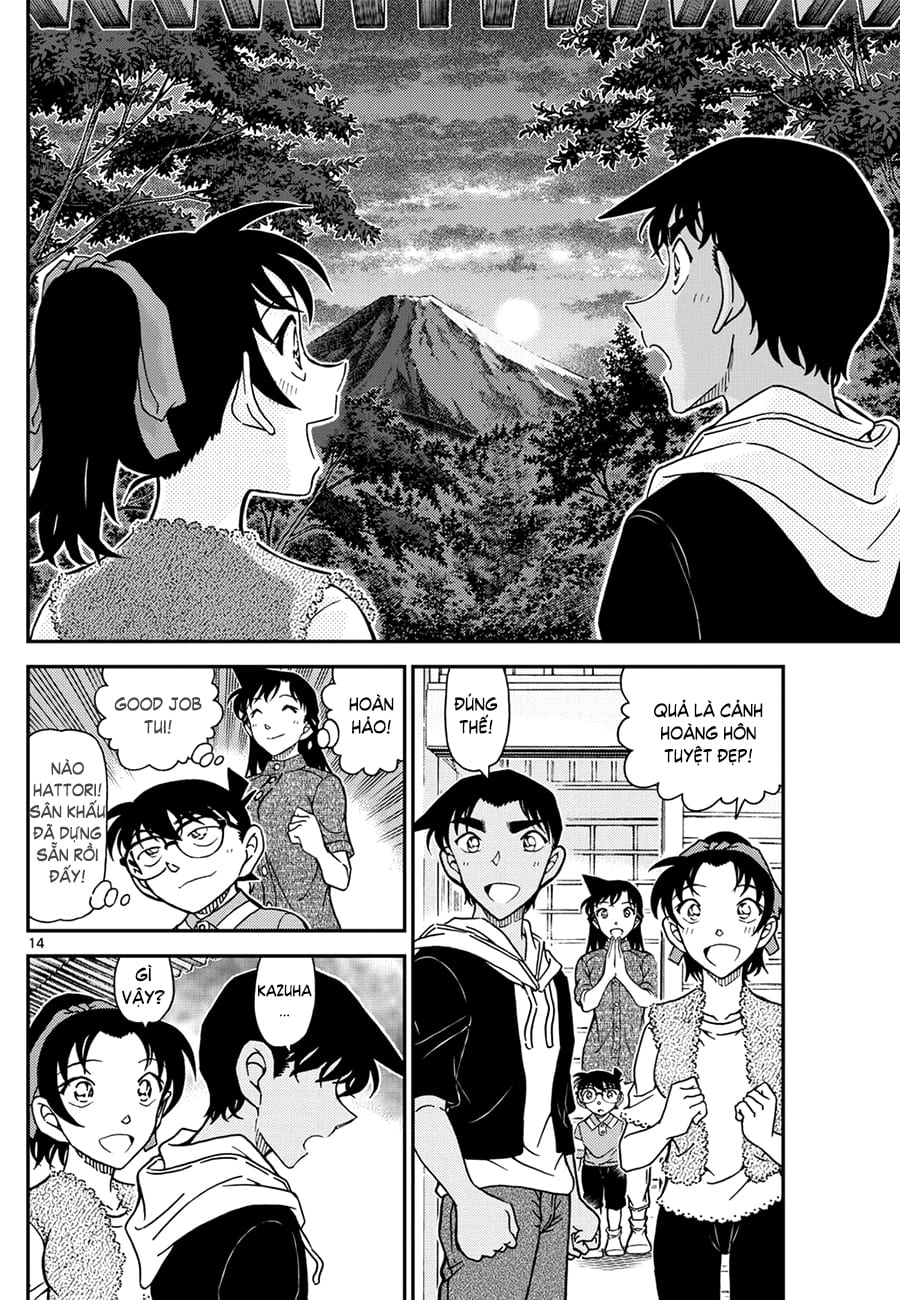 QUẢ LÀ CẢNH
HOÀNG HÔN
TUYỆT ĐẸP!
ĐÚNG
THẾ!
HOÀN
HẢO!
GOOD JOB
TUI!
NÀO
HATTORI!
SÂN KHẤU
ĐÃ DỰNG
SẴN RỒI
ĐẤY!
14
KAZUHA
...
GÌ
VẬY?